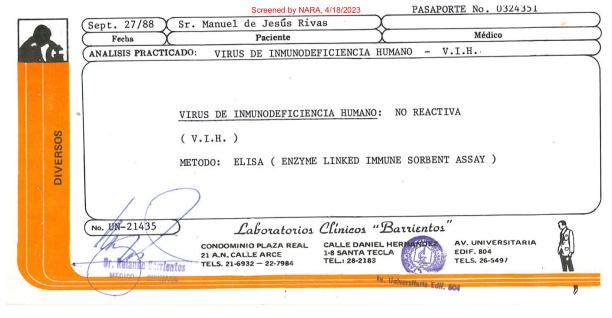 Screened by NARA, 4/18/2023
PASAPORTE No. 0324351
Sept. 27/88 Sr. Manuel de Jesús Rivas
Fecha Paciente Médico
ANALISIS PRACTICADO: VIRUS DE INMUNODEFICIENCIA HUMANO - V.I.H.
VIRUS DE INMUNODEFICIENCIA HUMANO: NO REACTIVA
( V.I.H. )
METODO: ELISA ( ENZYME LINKED IMMUNE SORBENT ASSAY )
DIVERSOS
No. UN-21435
Laboratorios Clínicos "Barrientos"
CONDOMINIO PLAZA REAL
21 A.N. CALLE ARCE
TELS. 21-6932 — 22-7984
CALLE DANIEL HERNANDEZ
1-8 SANTA TECLA
TEL.: 28-2183
AV. UNIVERSITARIA
EDIF. 804
TELS. 26-5497
Dr. Rolando Barrientos
MEDICO
Av. Universitaria Edif. 804